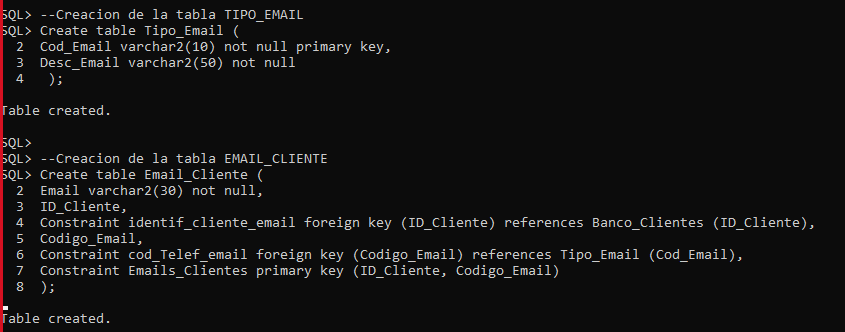 SQL> --Creacion de la tabla TIPO_EMAIL
SQL> Create table Tipo_Email (
2 Cod_Email varchar2(10) not null primary key,
3 Desc_Email varchar2(50) not null
4 );
Table created.
SQL>
SQL> --Creacion de la tabla EMAIL_CLIENTE
SQL> Create table Email_Cliente (
2 Email varchar2(30) not null,
3 ID_Cliente,
4 Constraint identif_cliente_email foreign key (ID_Cliente) references Banco_Clientes (ID_Cliente),
5 Codigo_Email,
6 Constraint cod_Telef_email foreign key (Codigo_Email) references Tipo_Email (Cod_Email),
7 Constraint Emails_Clientes primary key (ID_Cliente, Codigo_Email)
8 );
Table created.